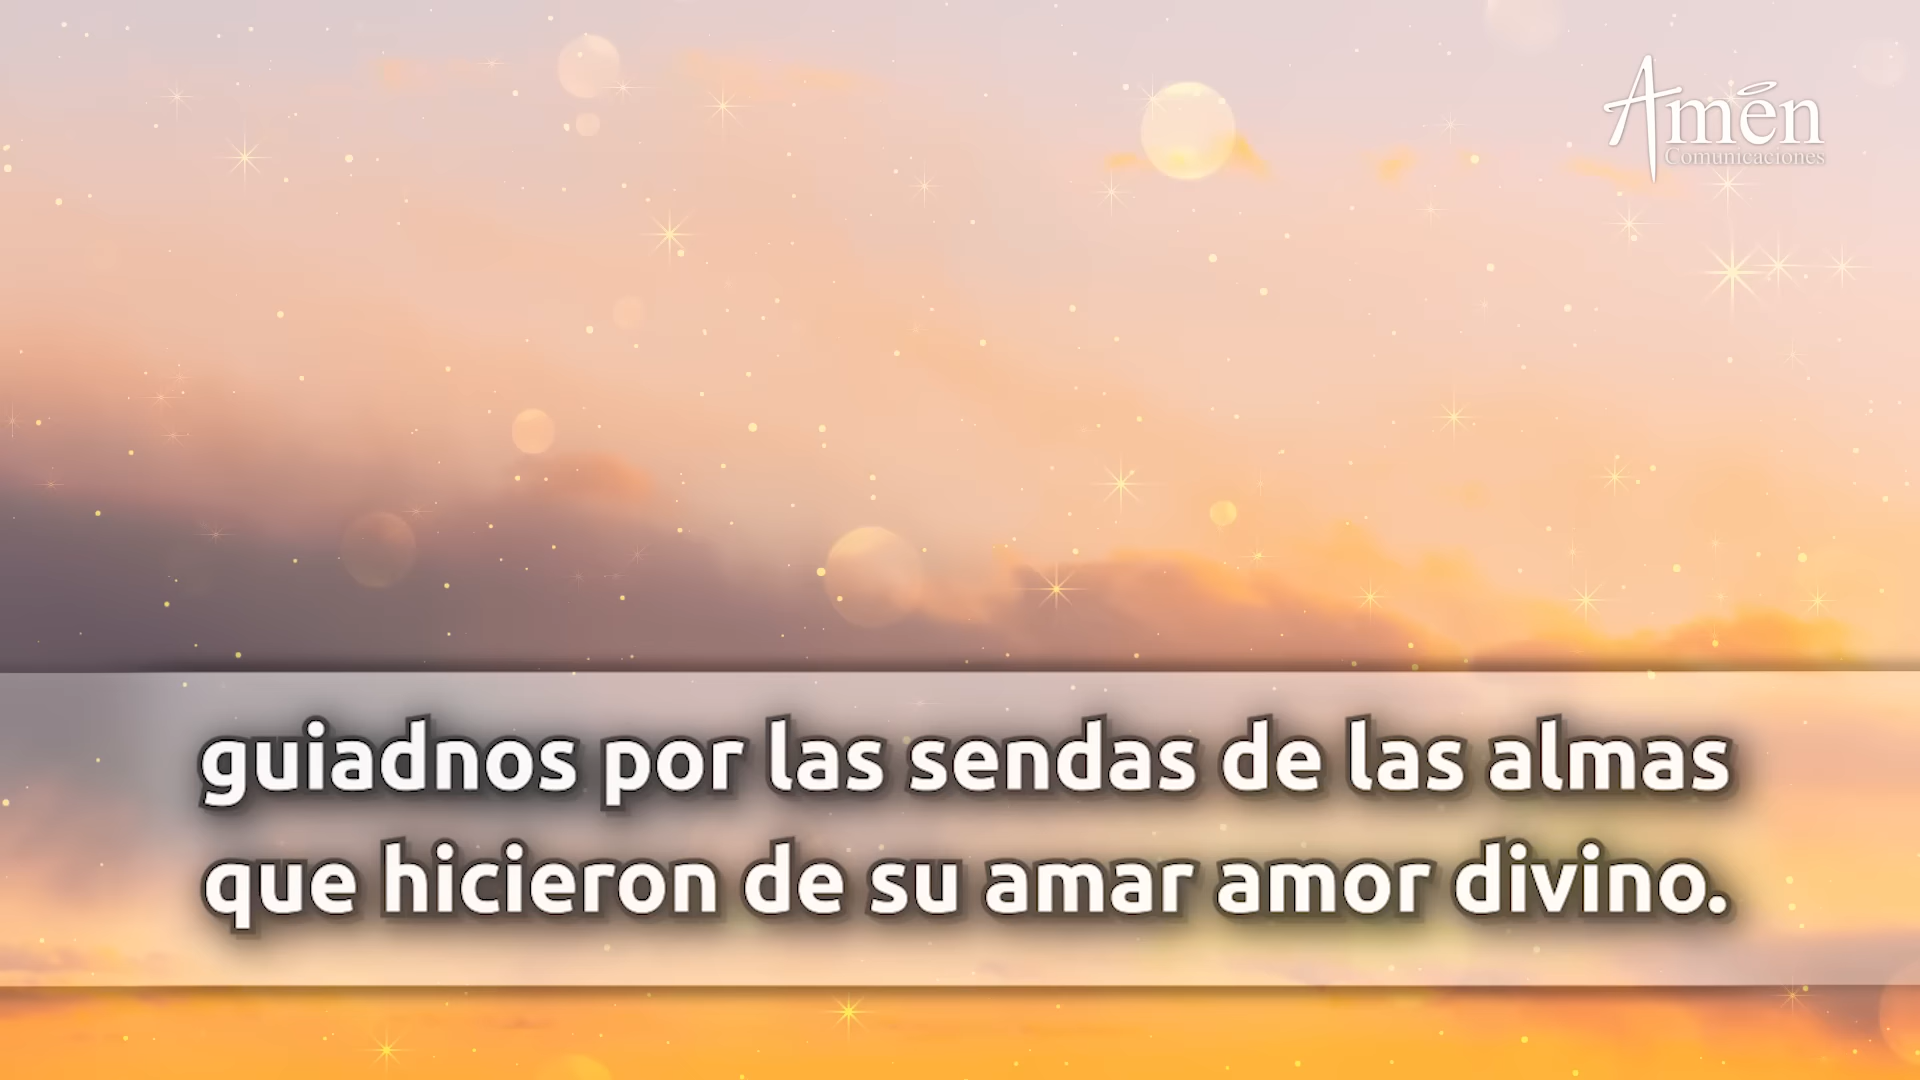 Amén
Comunicaciones
guiadnos por las sendas de las almas
que hicieron de su amar amor divino.